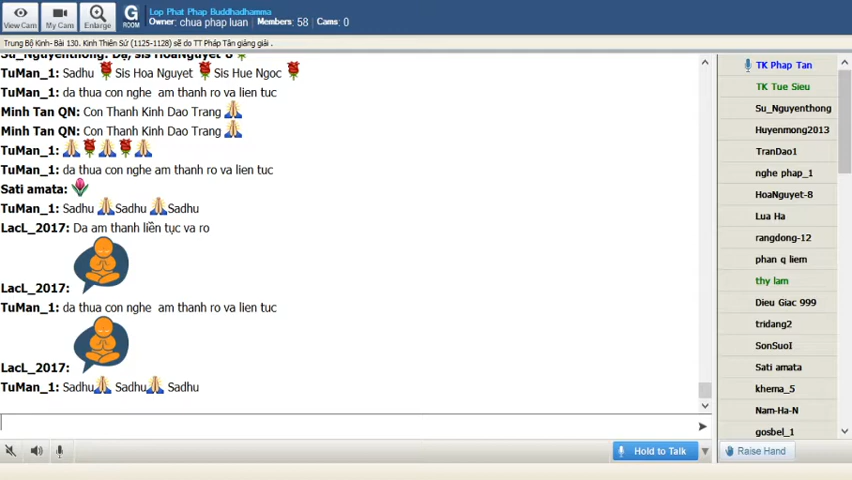 View Cam
My Cam
Enlarge
G
ROOM
Lop Phat Phap Buddhadhamma
Owner: chua phap luan Members: 58 Cams: 0
Trung Bộ Kinh- Bài 130. Kinh Thiên Sứ (1125-1128) sẽ do TT Pháp Tân giảng giải .
Su_Nguyenthong: Dạ, sis HoaNguyet-8
TuMan_1: Sadhu Sis Hoa Nguyet Sis Hue Ngoc
TuMan_1: da thua con nghe am thanh ro va lien tuc
Minh Tan QN: Con Thanh Kinh Dao Trang
Minh Tan QN: Con Thanh Kinh Dao Trang
TuMan_1:
TuMan_1: da thua con nghe am thanh ro va lien tuc
Sati amata:
TuMan_1: Sadhu Sadhu Sadhu
LacL_2017: Da am thanh liền tục va ro
LacL_2017:
TuMan_1: da thua con nghe am thanh ro va lien tuc
LacL_2017:
TuMan_1: Sadhu Sadhu Sadhu
TK Phap Tan
TK Tue Sieu
Su_Nguyenthong
Huyenmong2013
TranDao1
nghe phap_1
HoaNguyet-8
Lua Ha
rangdong-12
phan q liem
thy lam
Dieu Giac 999
tridang2
SonSuoI
Sati amata
khema_5
Nam-Ha-N
gosbel_1
Hold to Talk
Raise Hand